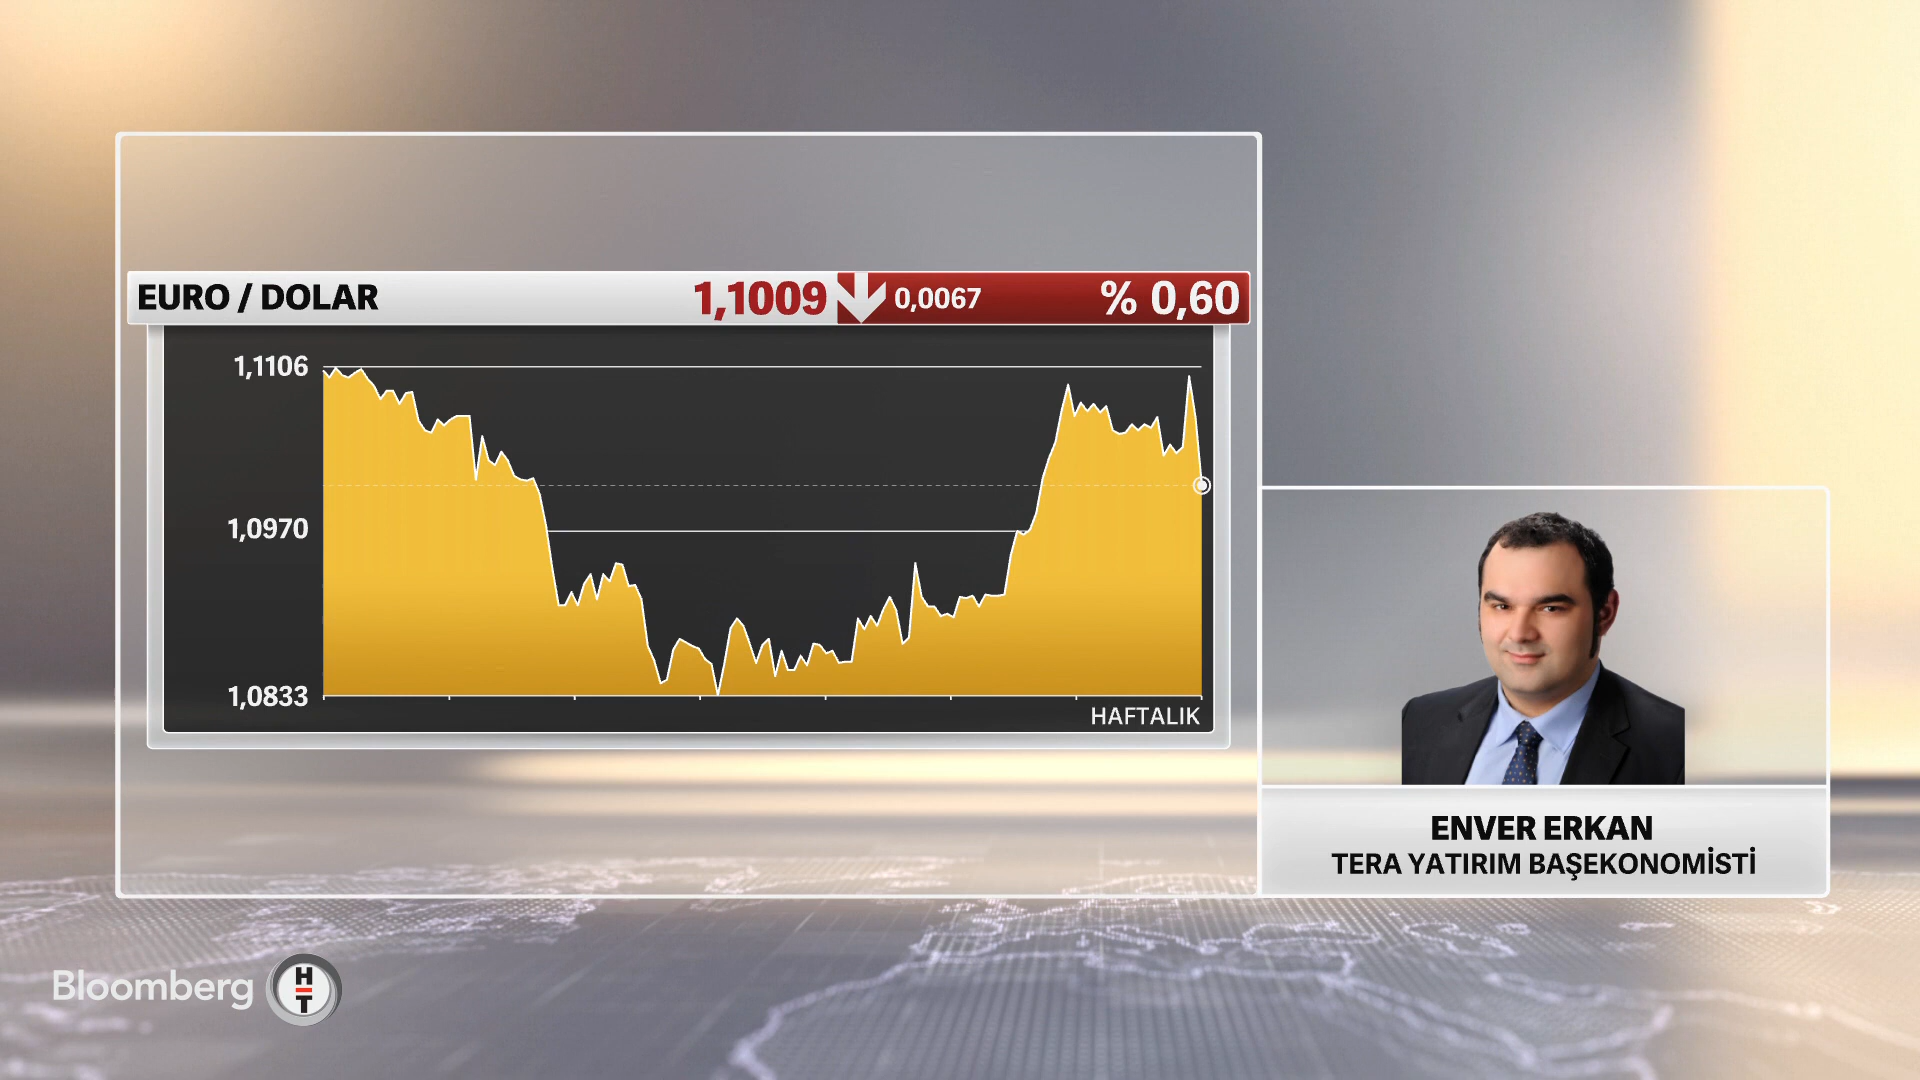 EURO / DOLAR 1,1009 0,0067 % 0,60
1,1106
1,0970
1,0833
HAFTALIK
ENVER ERKAN
TERA YATIRIM BAŞEKONOMİSTİ
Bloomberg HT